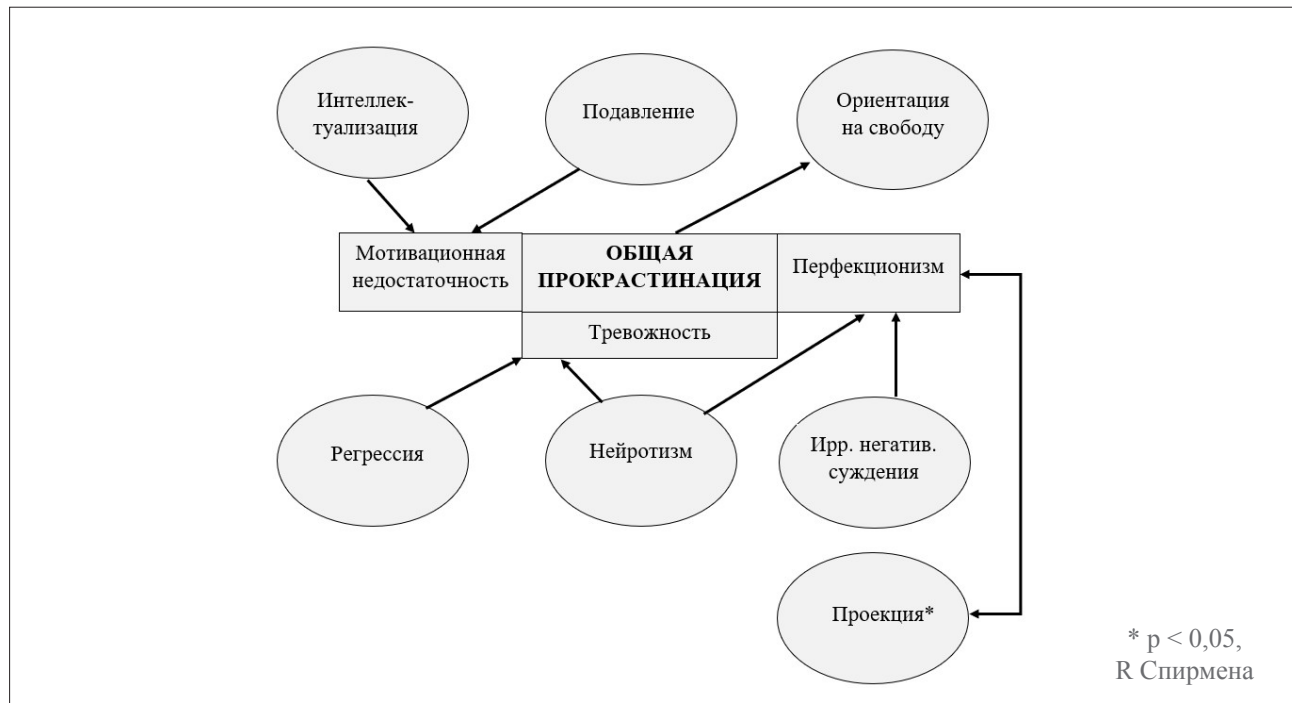 Интеллек-
туализация
Подавление
Ориентация
на свободу
Мотивационная
недостаточность
ОБЩАЯ
ПРОКРАСТИНАЦИЯ
Перфекционизм
Тревожность
Регрессия
Нейротизм
Ирр. негатив.
суждения
Проекция*
* p < 0,05,
R Спирмена